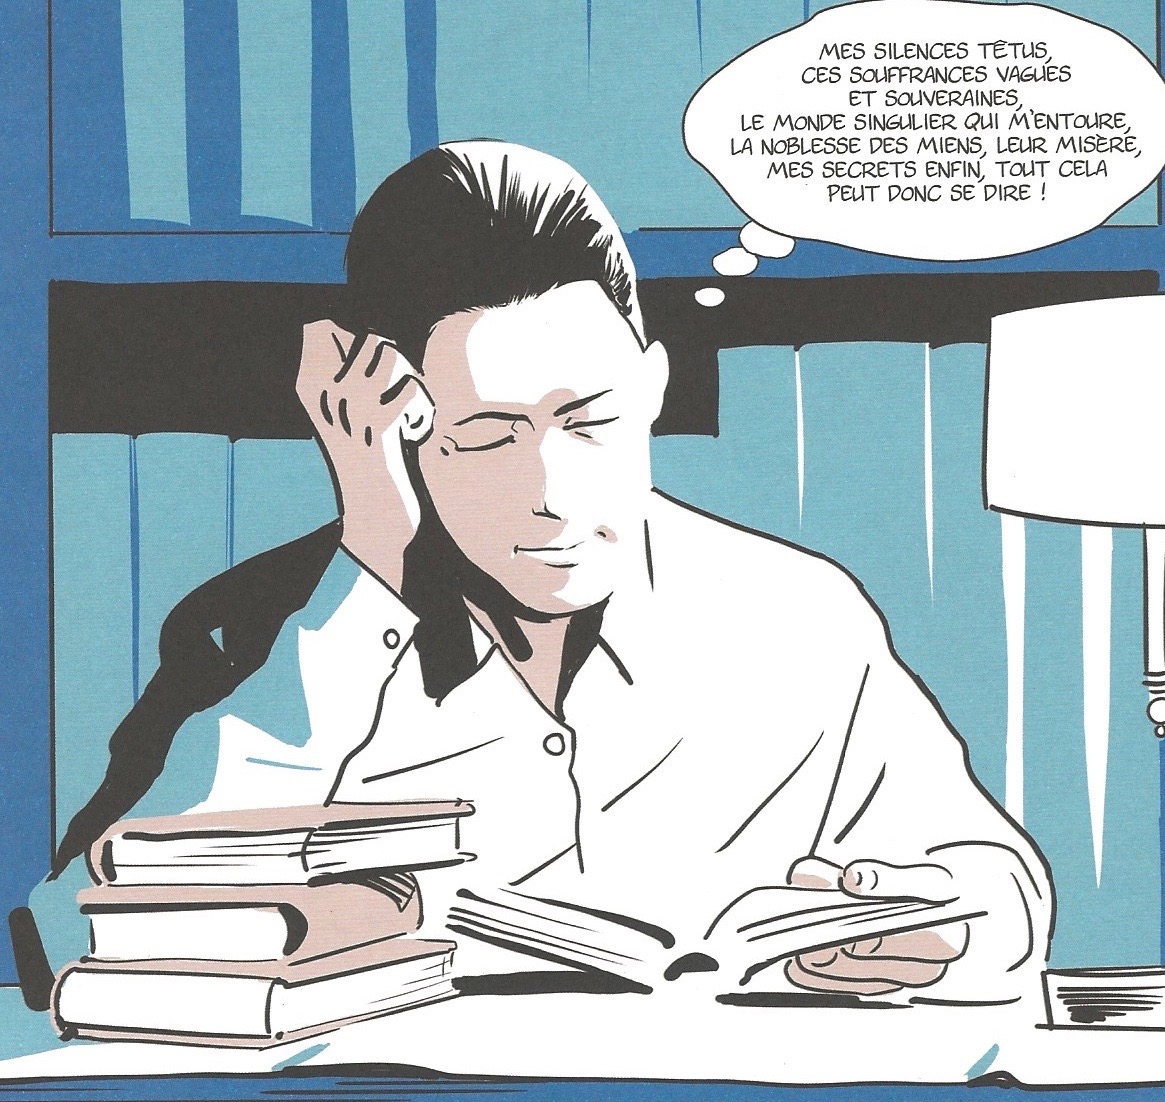 MES SILENCES TÊTUS,
CES SOUFFRANCES VAGUES
ET SOUVERAINES,
LE MONDE SINGULIER QUI M'ENTOURE,
LA NOBLESSE DES MIENS, LEUR MISÈRE,
MES SECRETS ENFIN, TOUT CELA
PEUT DONC SE DIRE !